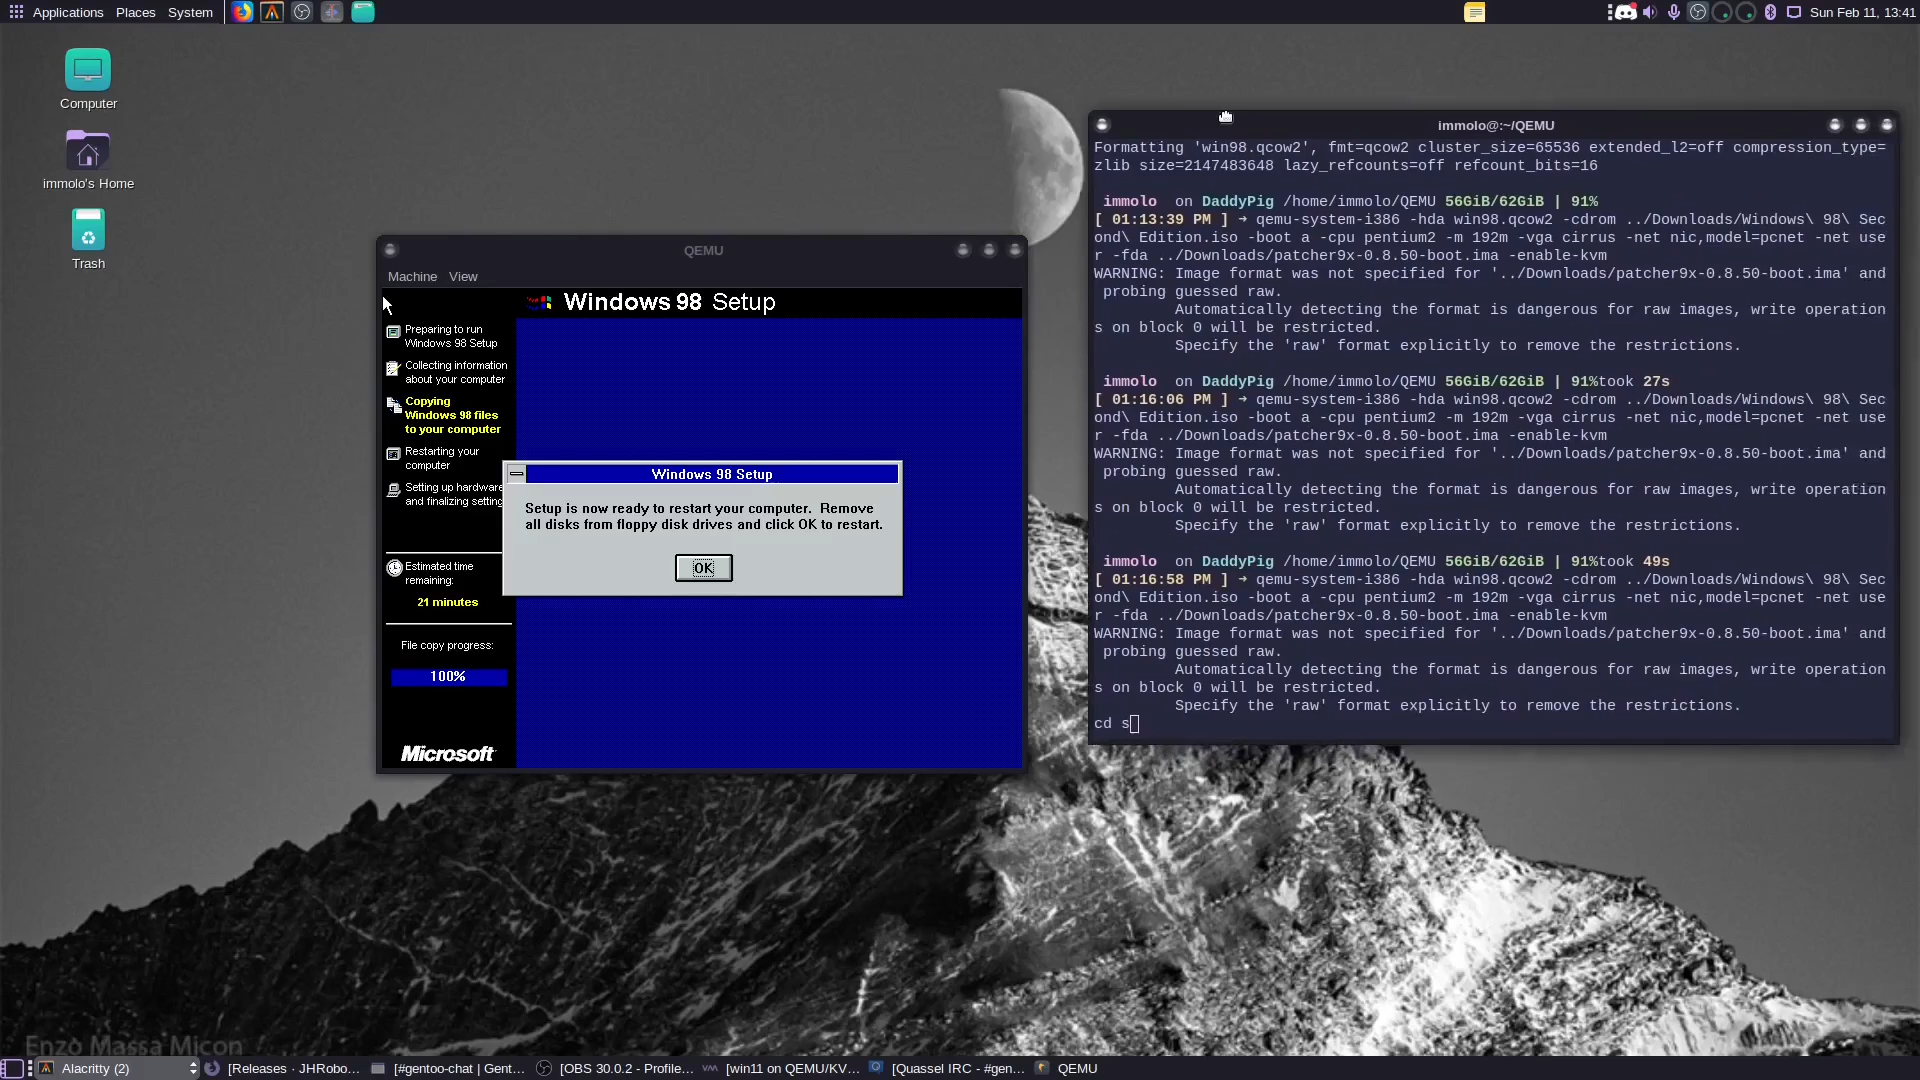 Applications Places System
Sun Feb 11, 13:41
Computer
immolo's Home
Trash
QEMU
Machine View
Windows 98 Setup
Preparing to run
Windows 98 Setup
Collecting information
about your computer
Copying
Windows 98 files
to your computer
Restarting your
computer
Setting up hardware
and finalizing setting
Estimated time
remaining:
21 minutes
File copy progress:
100%
Microsoft
Windows 98 Setup
Setup is now ready to restart your computer. Remove
all disks from floppy disk drives and click OK to restart.
OK
immolo@:~/QEMU
Formatting 'win98.qcow2', fmt=qcow2 cluster_size=65536 extended_l2=off compression_type=
zlib size=2147483648 lazy_refcounts=off refcount_bits=16
immolo on DaddyPig /home/immolo/QEMU 56GiB/62GiB | 91%
[ 01:13:39 PM ] ➜ qemu-system-i386 -hda win98.qcow2 -cdrom ../Downloads/Windows\ 98\ Sec
ond\ Edition.iso -boot a -cpu pentium2 -m 192m -vga cirrus -net nic,model=pcnet -net use
r -fda ../Downloads/patcher9x-0.8.50-boot.ima -enable-kvm
WARNING: Image format was not specified for '../Downloads/patcher9x-0.8.50-boot.ima' and
probing guessed raw.
Automatically detecting the format is dangerous for raw images, write operation
s on block 0 will be restricted.
Specify the 'raw' format explicitly to remove the restrictions.
immolo on DaddyPig /home/immolo/QEMU 56GiB/62GiB | 91%took 27s
[ 01:16:06 PM ] ➜ qemu-system-i386 -hda win98.qcow2 -cdrom ../Downloads/Windows\ 98\ Sec
ond\ Edition.iso -boot a -cpu pentium2 -m 192m -vga cirrus -net nic,model=pcnet -net use
r -fda ../Downloads/patcher9x-0.8.50-boot.ima -enable-kvm
WARNING: Image format was not specified for '../Downloads/patcher9x-0.8.50-boot.ima' and
probing guessed raw.
Automatically detecting the format is dangerous for raw images, write operation
s on block 0 will be restricted.
Specify the 'raw' format explicitly to remove the restrictions.
immolo on DaddyPig /home/immolo/QEMU 56GiB/62GiB | 91%took 49s
[ 01:16:58 PM ] ➜ qemu-system-i386 -hda win98.qcow2 -cdrom ../Downloads/Windows\ 98\ Sec
ond\ Edition.iso -boot a -cpu pentium2 -m 192m -vga cirrus -net nic,model=pcnet -net use
r -fda ../Downloads/patcher9x-0.8.50-boot.ima -enable-kvm
WARNING: Image format was not specified for '../Downloads/patcher9x-0.8.50-boot.ima' and
probing guessed raw.
Automatically detecting the format is dangerous for raw images, write operation
s on block 0 will be restricted.
Specify the 'raw' format explicitly to remove the restrictions.
cd s
Enzo Massa Micon
Alacritty (2) [Releases · JHRobo... [#gentoo-chat | Gent... [OBS 30.0.2 - Profile... [win11 on QEMU/KV... [Quassel IRC - #gen... QEMU